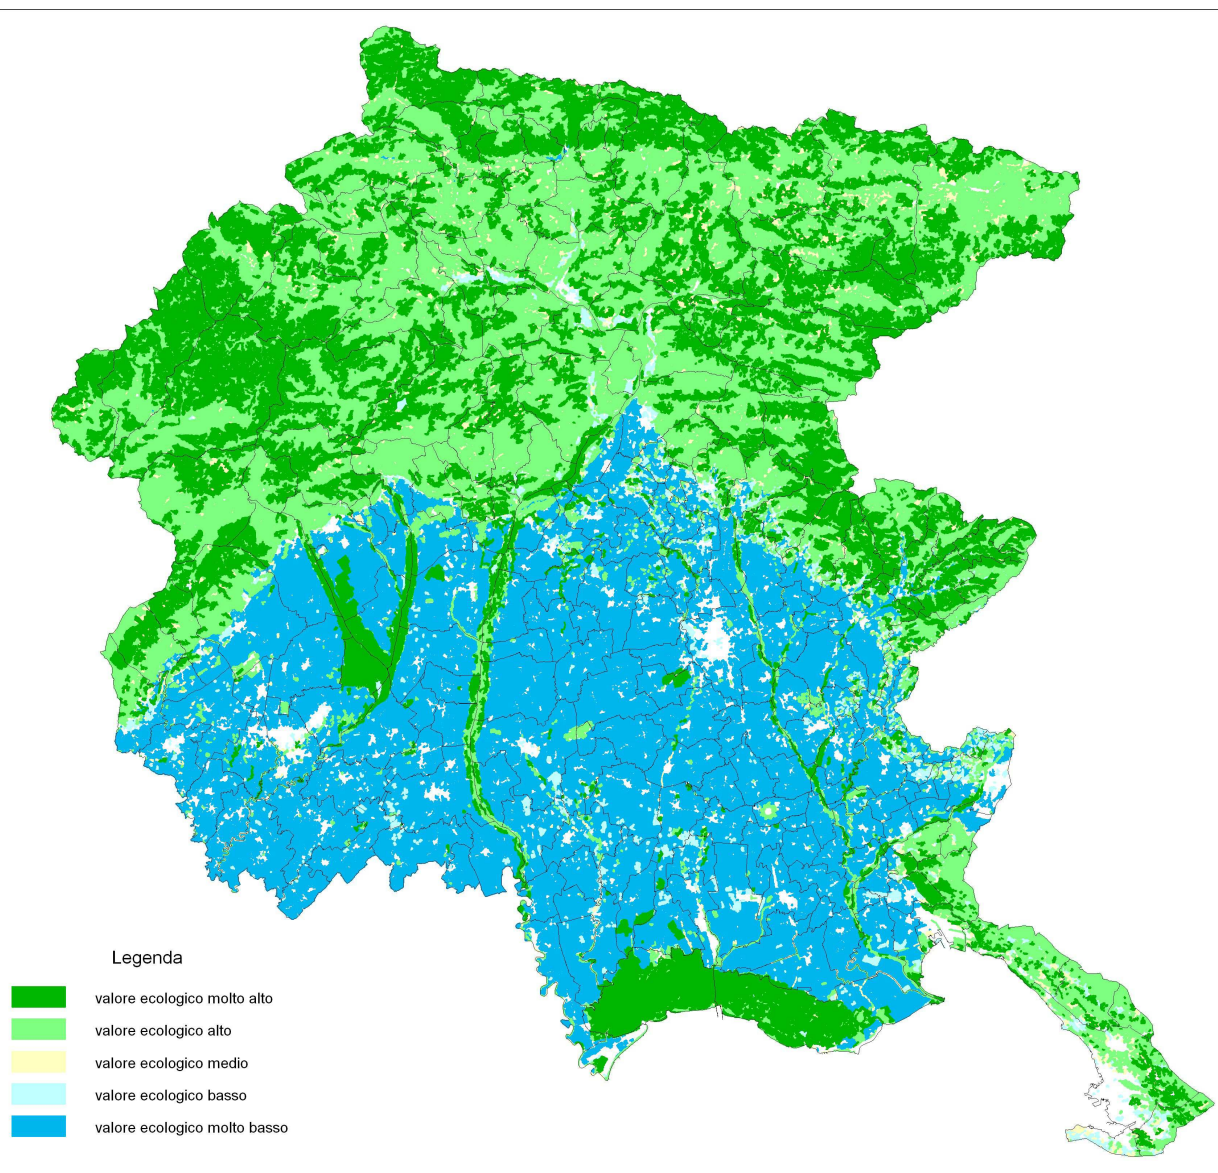 Legenda
valore ecologico molto alto
valore ecologico alto
valore ecologico medio
valore ecologico basso
valore ecologico molto basso